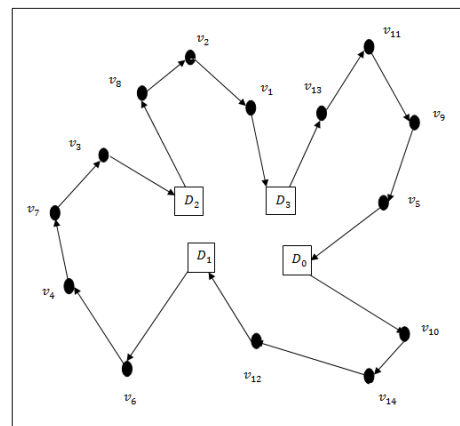 v₁₁
v₂
v₈
v₁
v₁₃
v₉
v₃
D₂
D₃
v₅
v₇
D₁
D₀
v₄
v₁₀
v₁₂
v₆
v₁₄